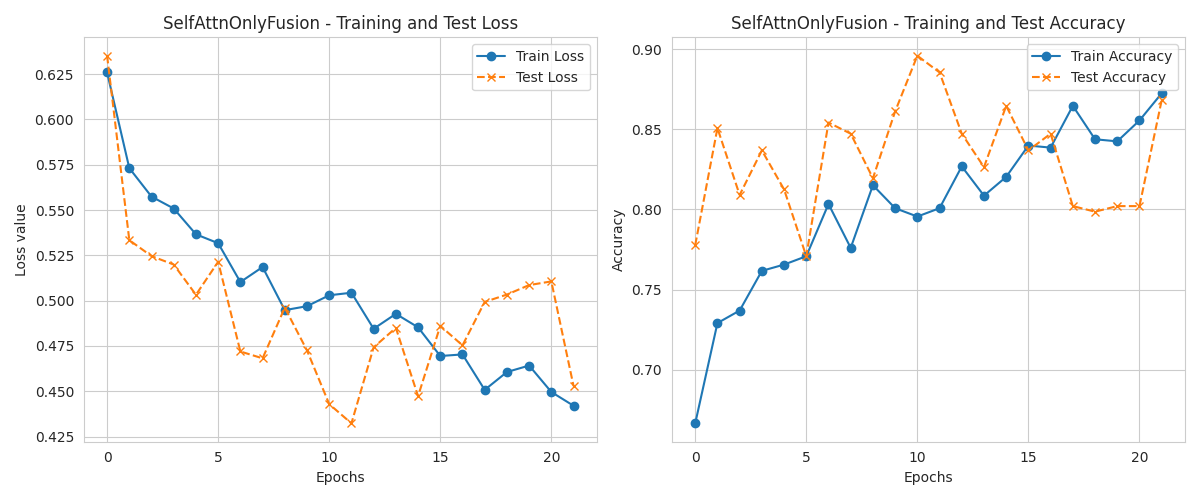 SelfAttnOnlyFusion - Training and Test Loss
Train Loss
Test Loss
0.625
0.600
0.575
0.550
0.525
0.500
0.475
0.450
0.425
Loss value
0 5 10 15 20
Epochs
SelfAttnOnlyFusion - Training and Test Accuracy
Train Accuracy
Test Accuracy
0.90
0.85
0.80
0.75
0.70
Accuracy
0 5 10 15 20
Epochs